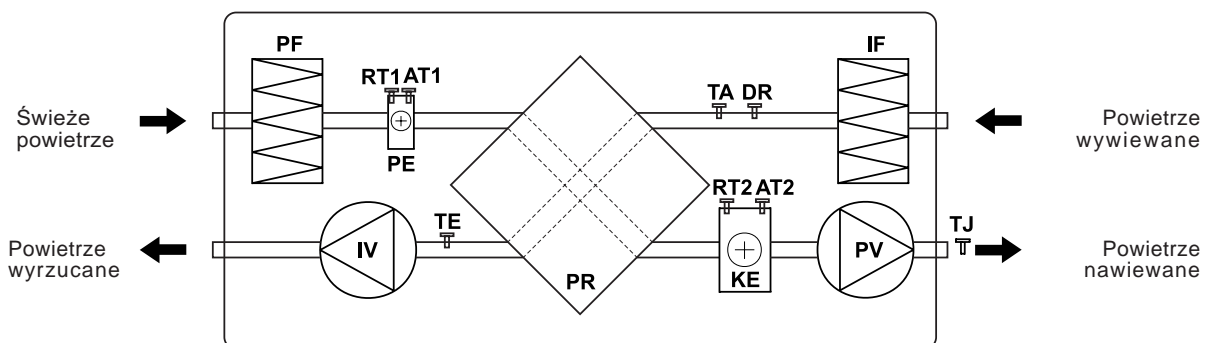 PF
IF
RT1 AT1
TA DR
Świeże
powietrze
Powietrze
wywiewane
PE
RT2 AT2
TE
TJ
Powietrze
wyrzucane
IV
PR
KE
PV
Powietrze
nawiewane